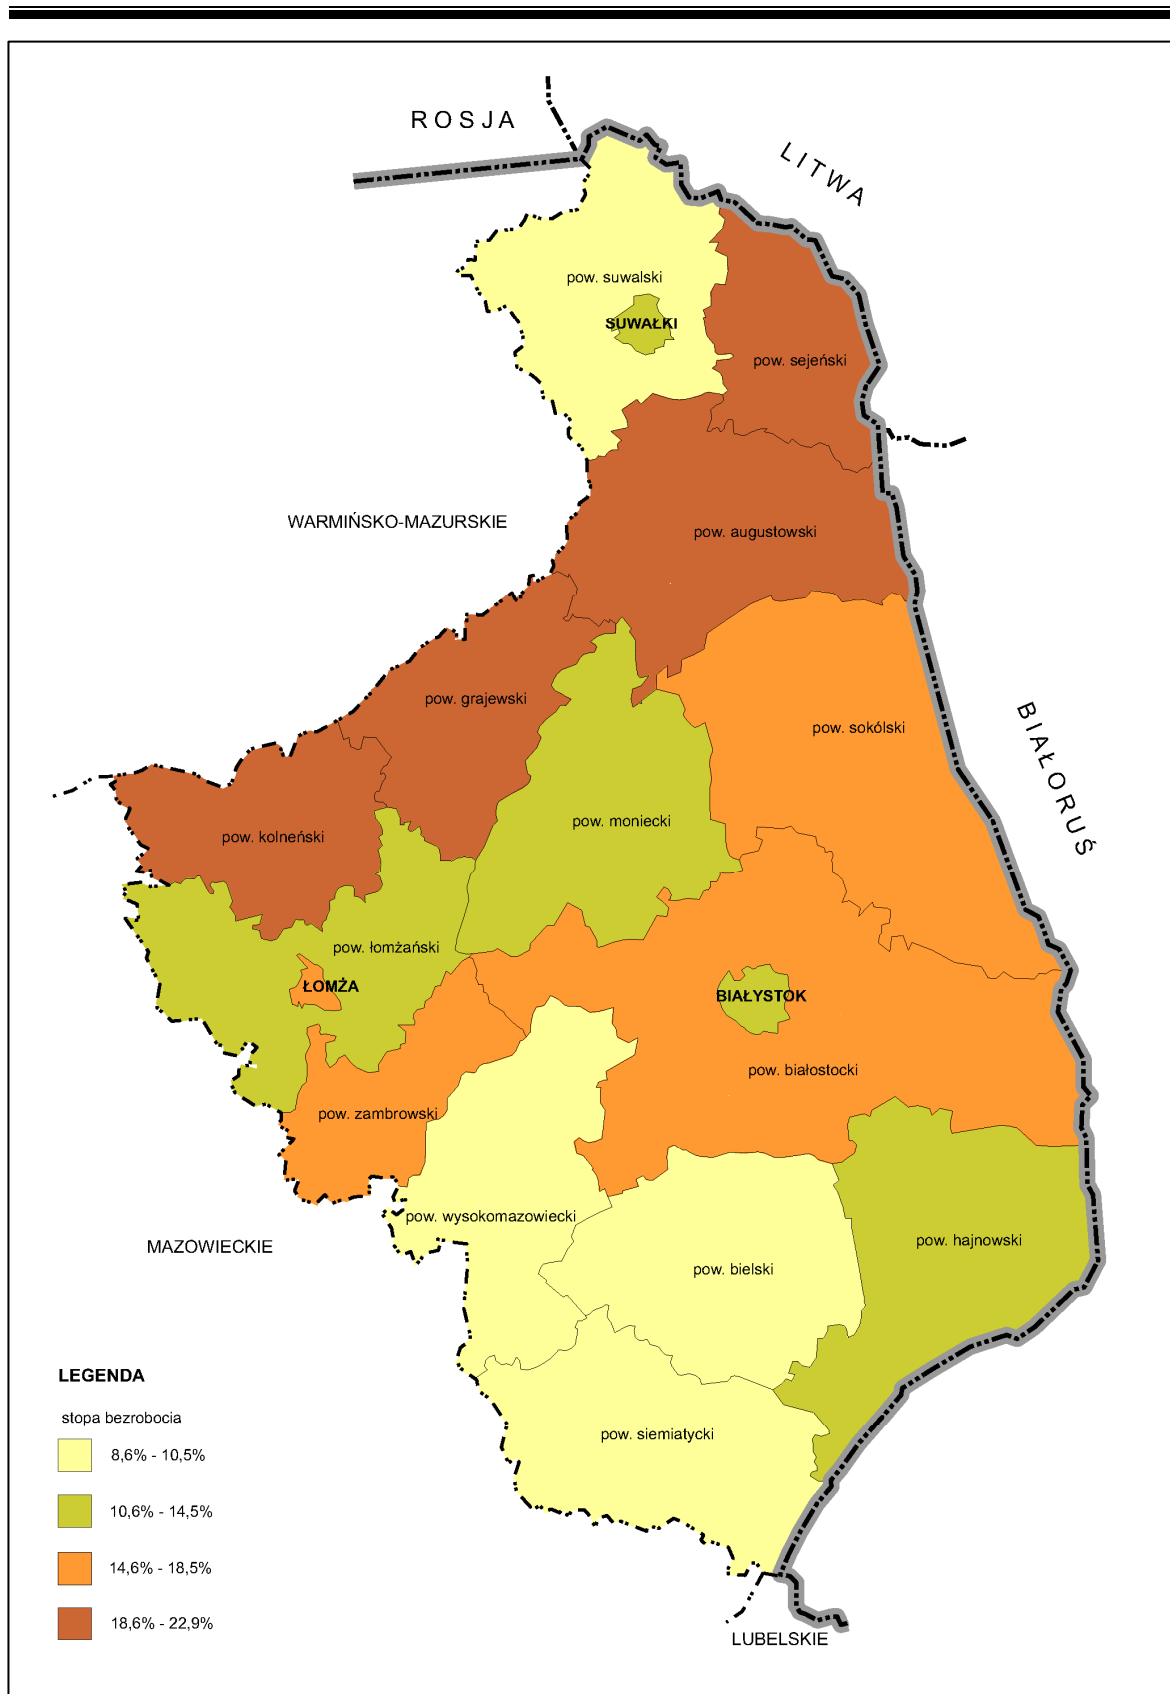 ROSJA
LITWA
pow. suwalski
SUWAŁKI
pow. sejeński
WARMIŃSKO-MAZURSKIE
pow. augustowski
pow. grajewski
pow. sokólski
BIAŁORUŚ
pow. moniecki
pow. kolneński
pow. łomżański
ŁOMŻA
BIAŁYSTOK
pow. białostocki
pow. zambrowski
pow. wysokomazowiecki
MAZOWIECKIE
pow. hajnowski
pow. bielski
LEGENDA
stopa bezrobocia
pow. siemiatycki
8,6% - 10,5%
10,6% - 14,5%
14,6% - 18,5%
18,6% - 22,9%
LUBELSKIE